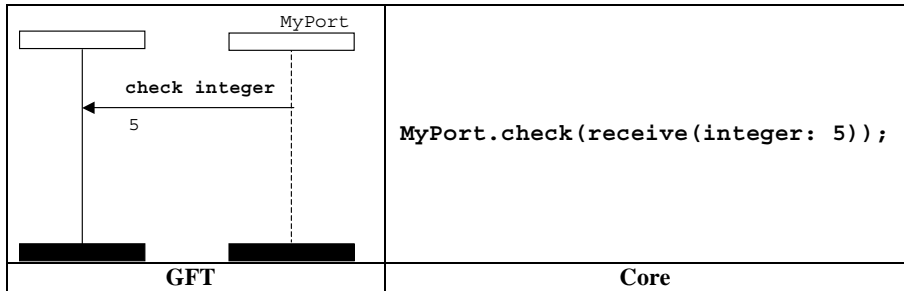 MyPort
check integer
5
MyPort.check(receive(integer: 5));
GFT
Core